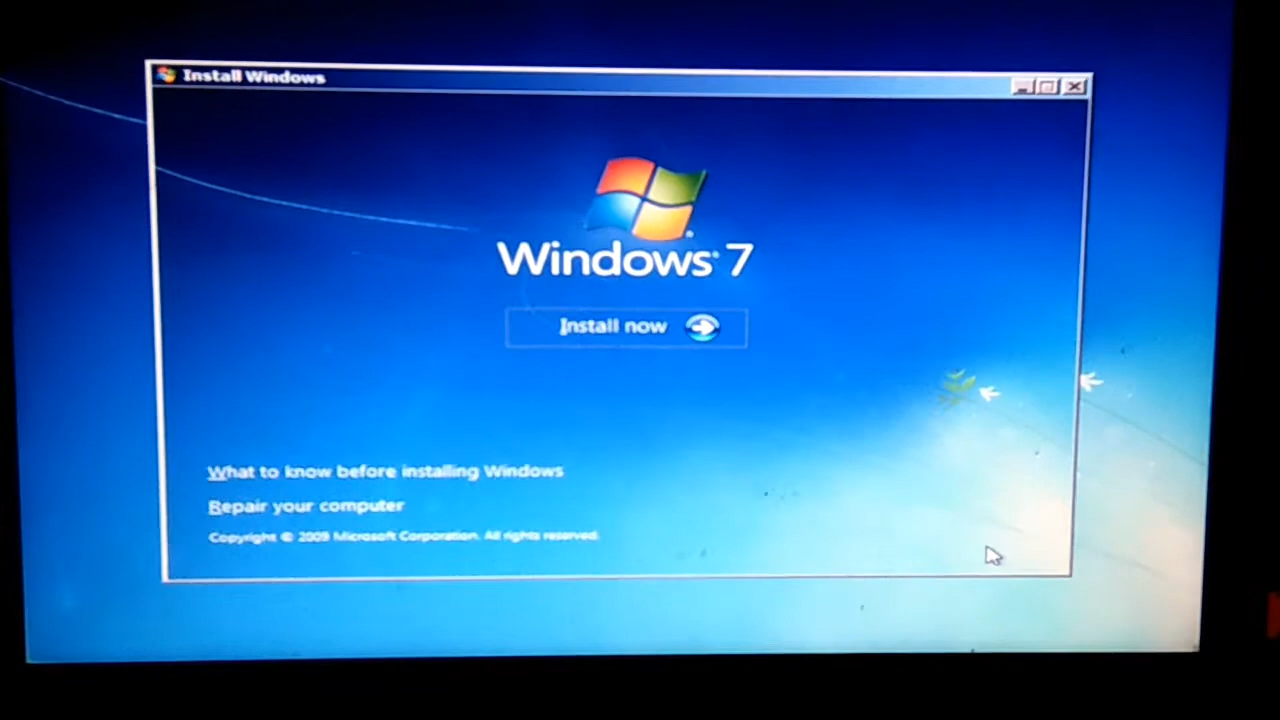 Install Windows
Windows® 7
Install now
What to know before installing Windows
Repair your computer
Copyright © 2009 Microsoft Corporation. All rights reserved.